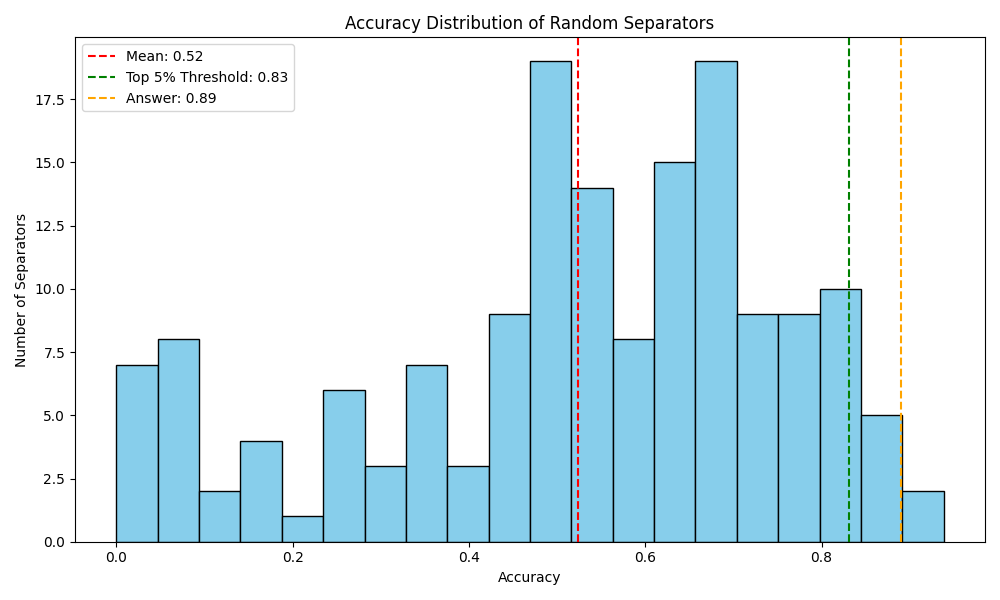 Accuracy Distribution of Random Separators
Mean: 0.52
Top 5% Threshold: 0.83
Answer: 0.89
Number of Separators
17.5
15.0
12.5
10.0
7.5
5.0
2.5
0.0
0.0 0.2 0.4 0.6 0.8
Accuracy